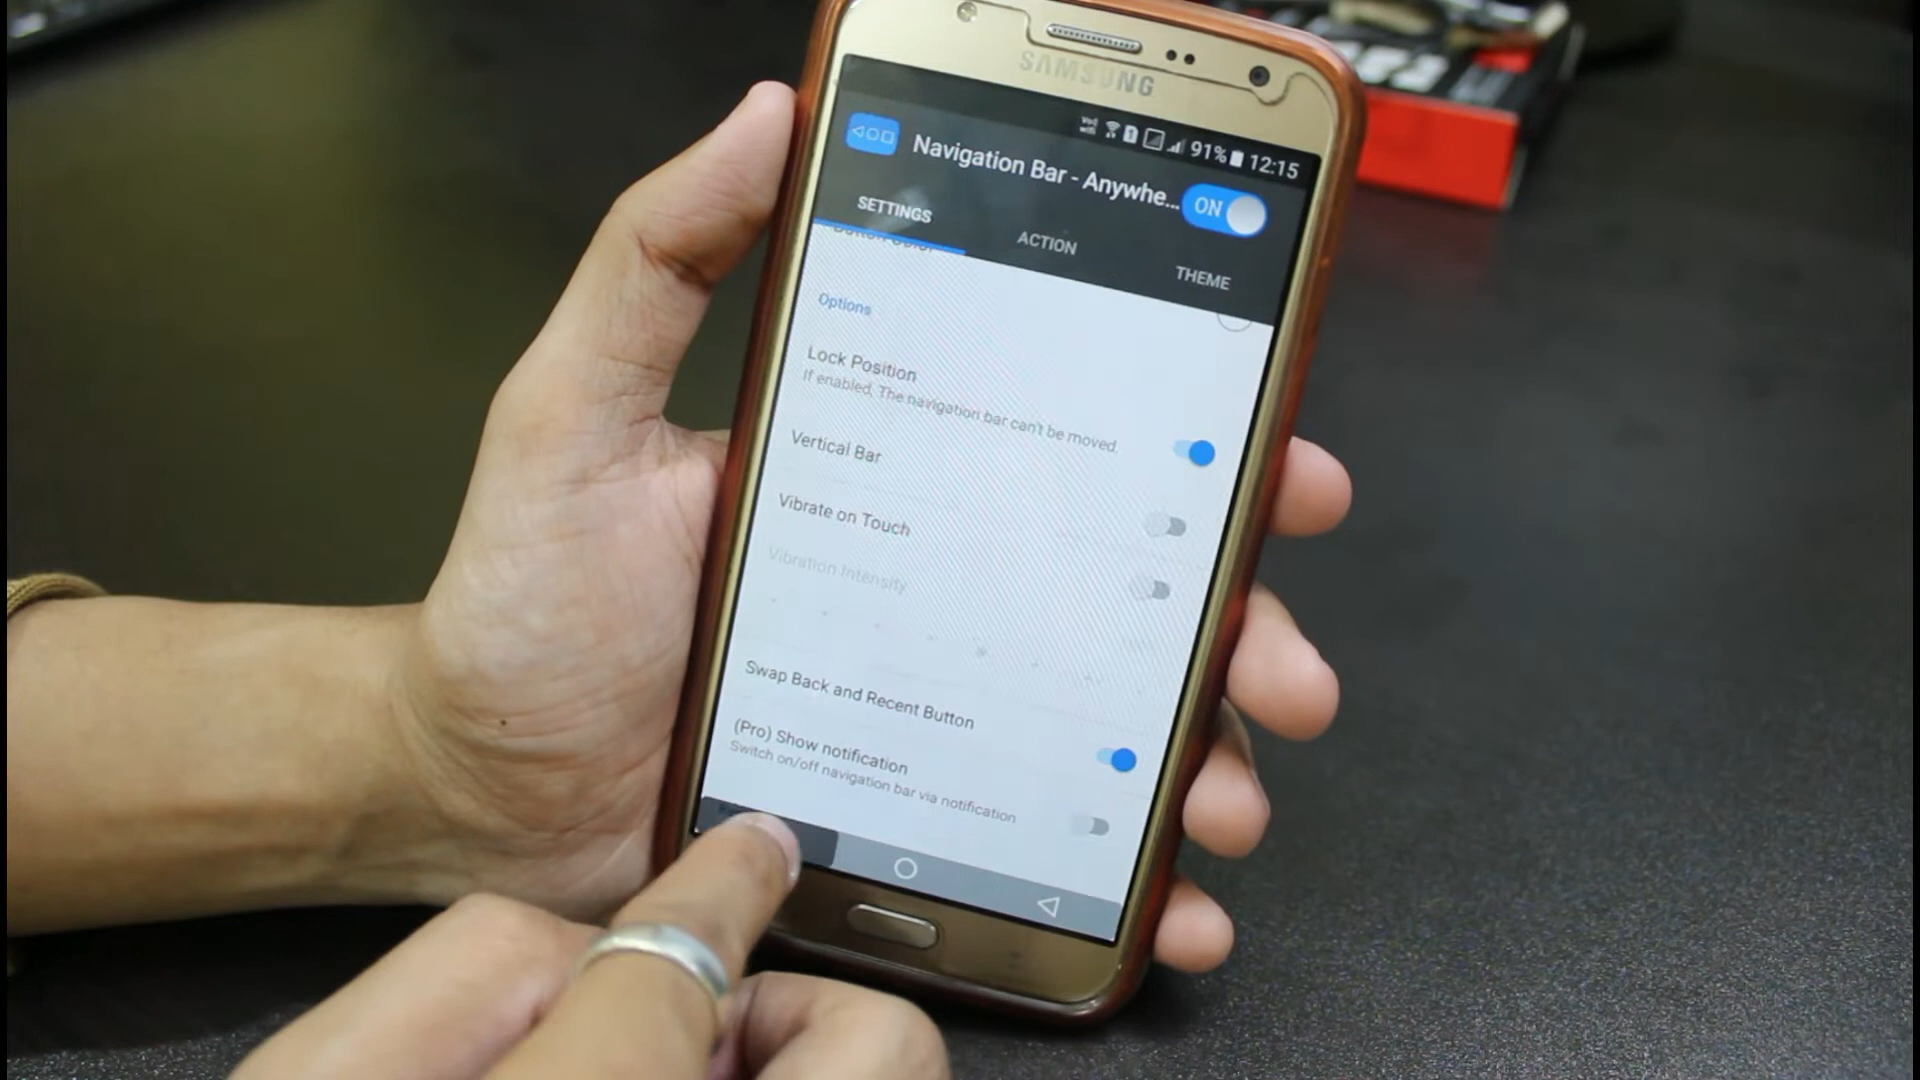 SAMSUNG
91% 12:15
Navigation Bar - Anywhe... ON
SETTINGS
ACTION
THEME
Button Color
Options
Lock Position
If enabled, The navigation bar can't be moved.
Vertical Bar
Vibrate on Touch
Vibration Intensity
Swap Back and Recent Button
(Pro) Show notification
Switch on/off navigation bar via notification